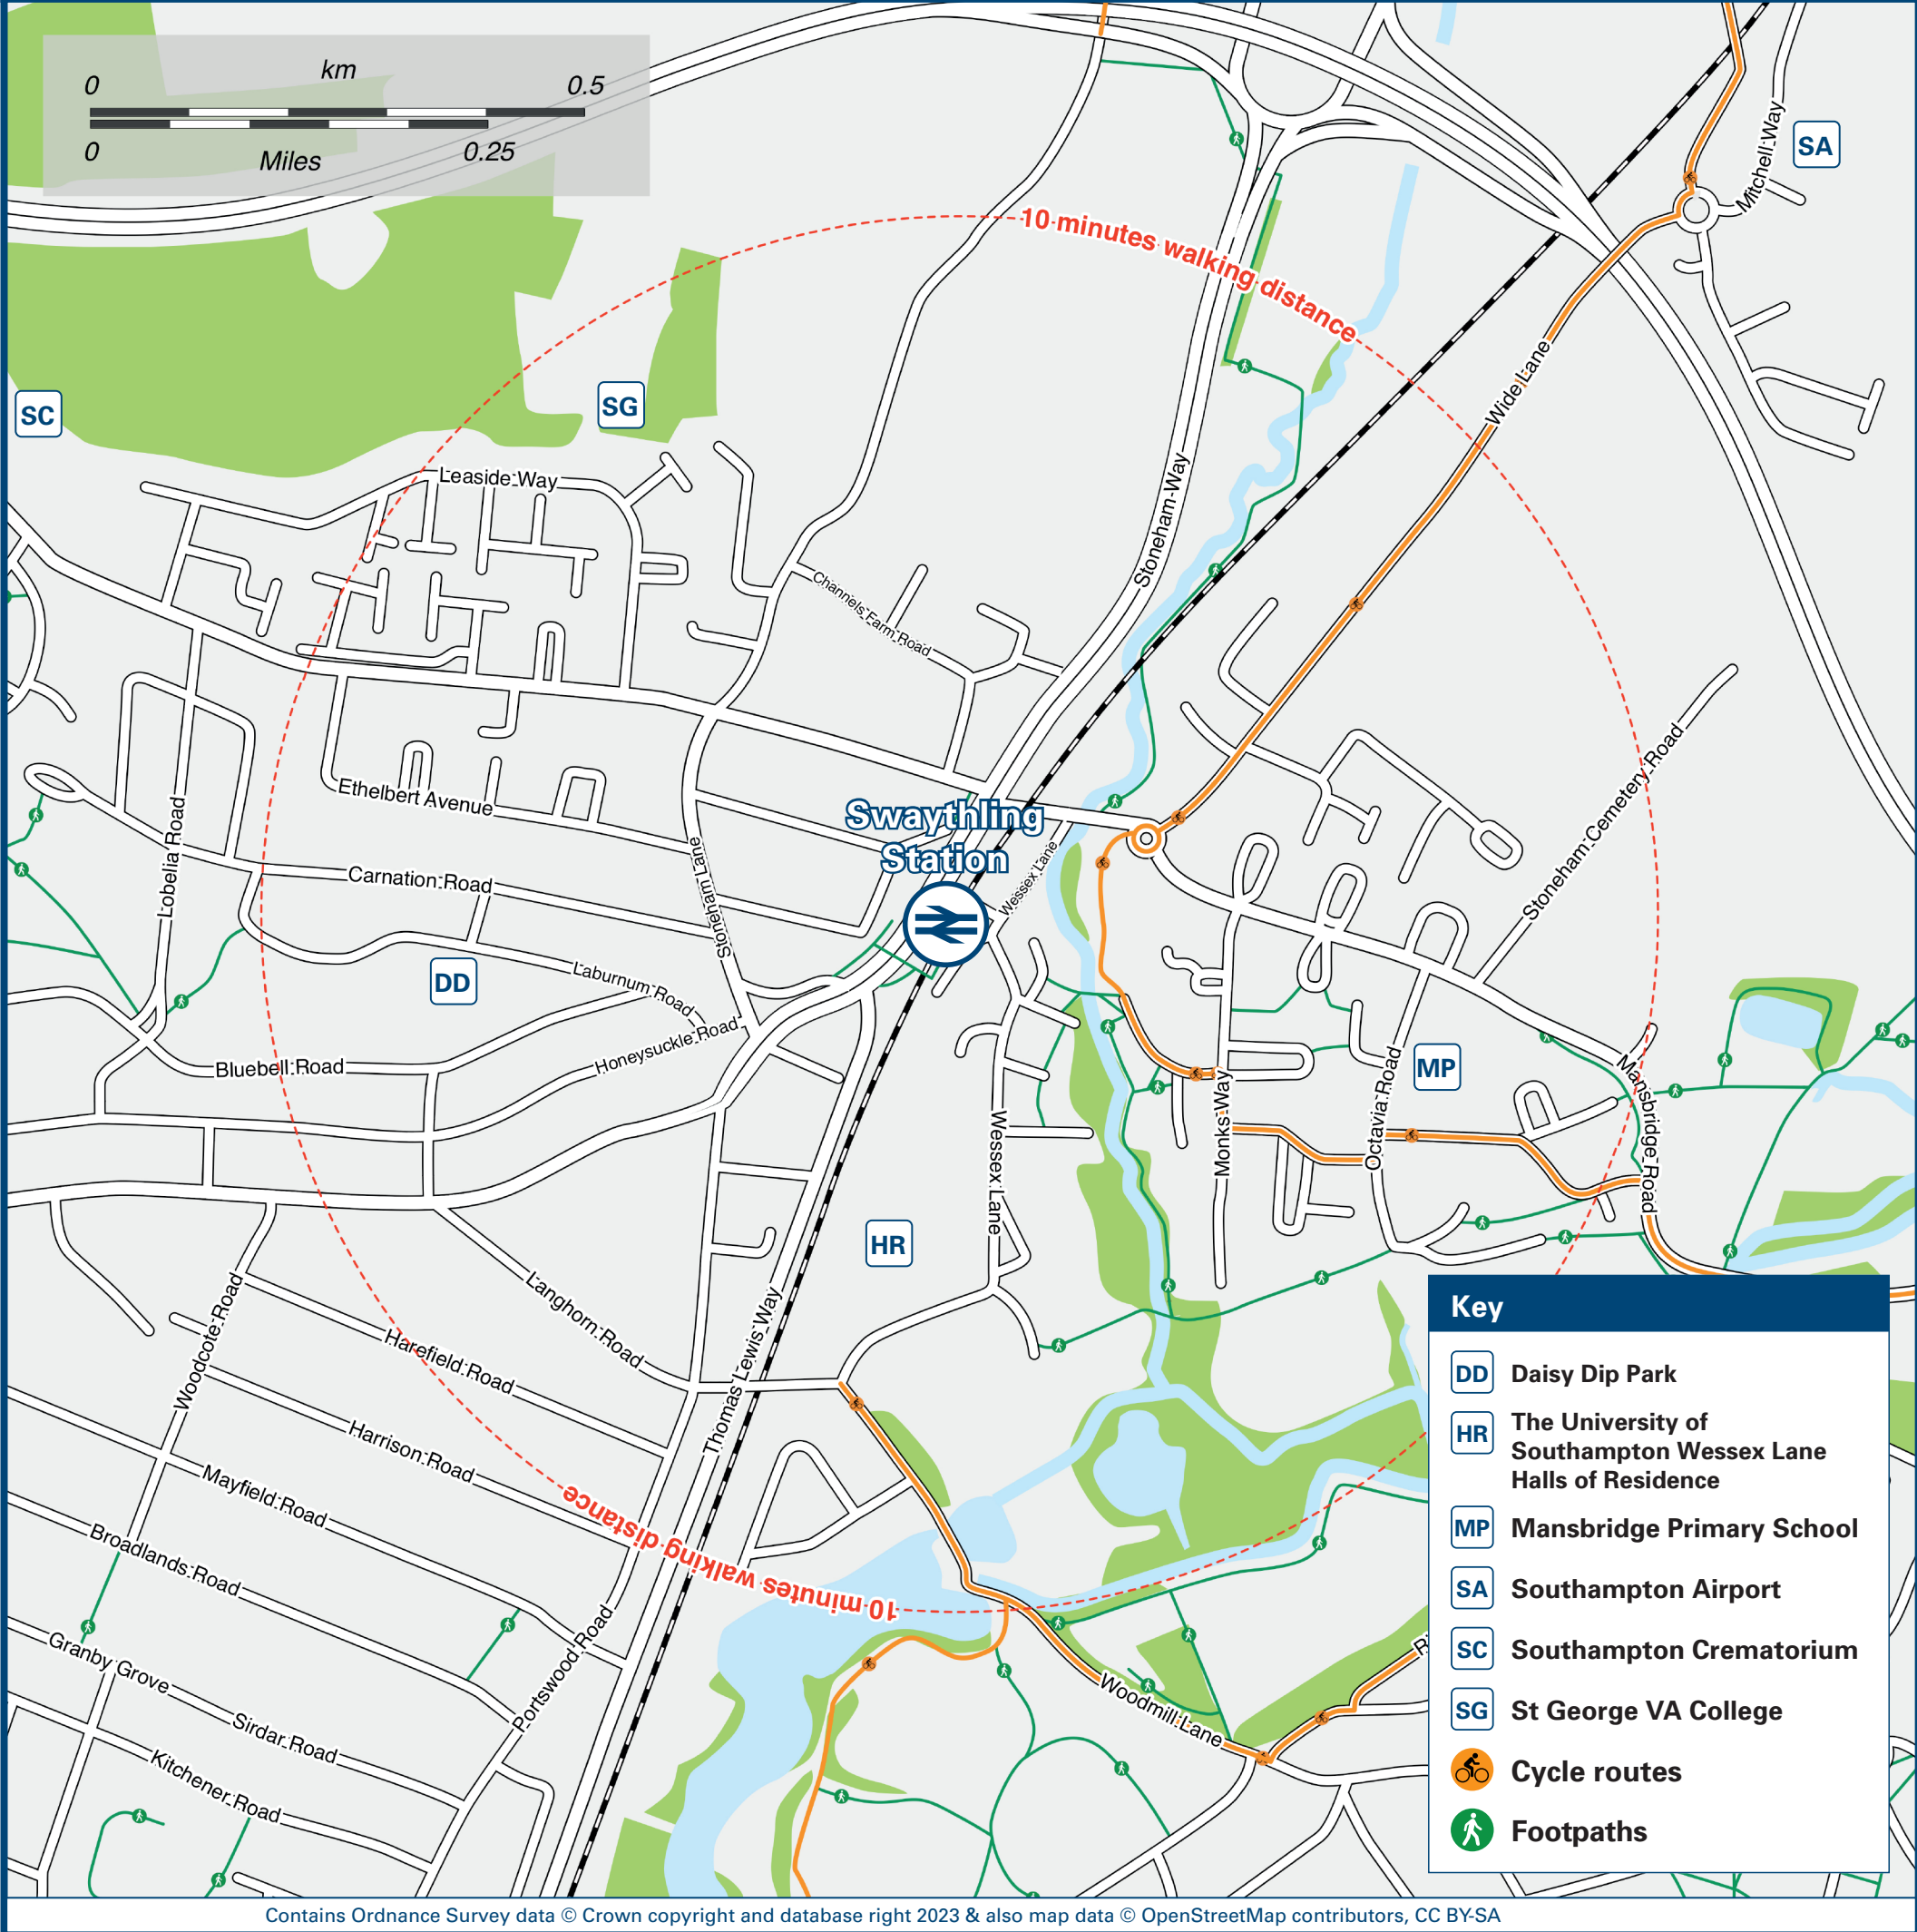 km
0
0.5
0
Miles
0.25
SA
Mitchell Way
10 minutes walking distance
Wide Lane
SC
SG
Leaside Way
Stoneham Way
Channels Farm Road
Ethelbert Avenue
Swaythling
Station
Stoneham Cemetery Road
Lobelia Road
Carnation Road
Stoneham Lane
Wessex Lane
DD
Laburnum Road
Honeysuckle Road
Bluebell Road
MP
Monks Way
Octavia Road
Mansbridge Road
Wessex Lane
HR
Langhorn Road
Woodcote Road
Harefield Road
Thomas Lewis Way
Harrison Road
Mayfield Road
10 minutes walking distance
Broadlands Road
Granby Grove
Portswood Road
Sirdar Road
Kitchener Road
Woodmill Lane
Key
DD Daisy Dip Park
HR The University of
Southampton Wessex Lane
Halls of Residence
MP Mansbridge Primary School
SA Southampton Airport
SC Southampton Crematorium
SG St George VA College
Cycle routes
Footpaths
Contains Ordnance Survey data © Crown copyright and database right 2023 & also map data © OpenStreetMap contributors, CC BY-SA